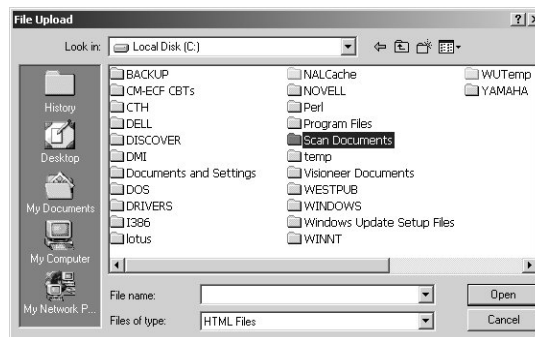 File Upload
Look in:
Local Disk (C:)
History
Desktop
My Documents
My Computer
My Network P...
BACKUP
CM-ECF CBTs
CTH
DELL
DISCOVER
DMI
Documents and Settings
DOS
DRIVERS
I386
lotus
NALCache
NOVELL
Perl
Program Files
Scan Documents
temp
Visioneer Documents
WESTPUB
WINDOWS
Windows Update Setup Files
WINNT
WUTemp
YAMAHA
File name:
Open
Files of type:
HTML Files
Cancel